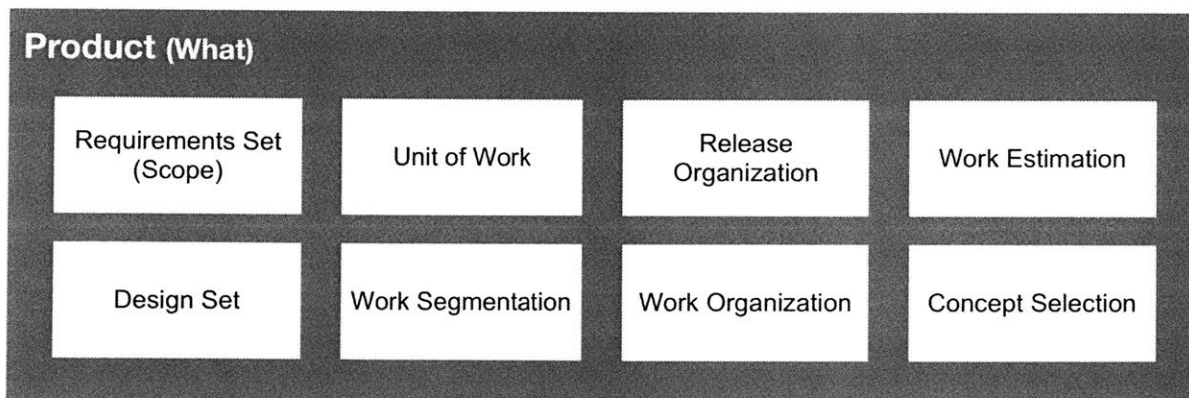 Product (What)
Requirements Set
(Scope)
Unit of Work
Release
Organization
Work Estimation
Design Set
Work Segmentation
Work Organization
Concept Selection